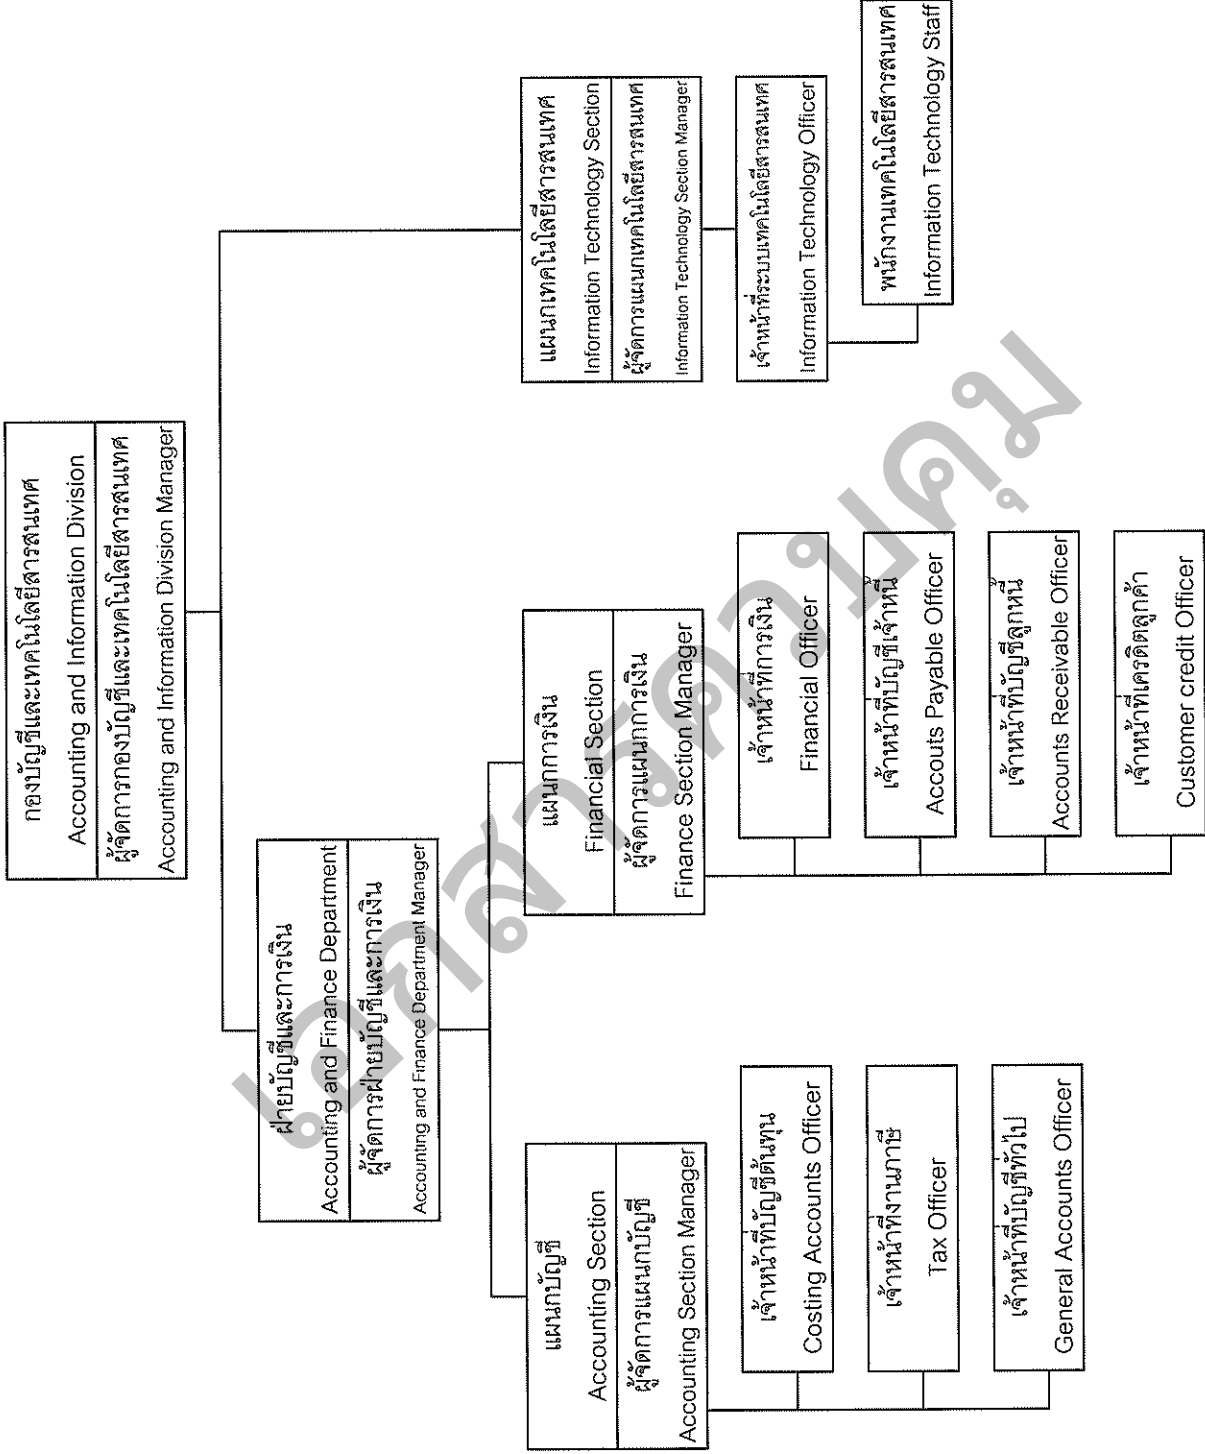 กองบัญชีและเทคโนโลยีสารสนเทศ
Accounting and Information Division
ผู้จัดการกองบัญชีและเทคโนโลยีสารสนเทศ
Accounting and Information Division Manager
ฝ่ายบัญชีและการเงิน
Accounting and Finance Department
ผู้จัดการฝ่ายบัญชีและการเงิน
Accounting and Finance Department Manager
แผนกบัญชี
Accounting Section
ผู้จัดการแผนกบัญชี
Accounting Section Manager
เจ้าหน้าที่บัญชีต้นทุน
Costing Accounts Officer
เจ้าหน้าที่งานภาษี
Tax Officer
เจ้าหน้าที่บัญชีทั่วไป
General Accounts Officer
แผนกการเงิน
Financial Section
ผู้จัดการแผนกการเงิน
Finance Section Manager
เจ้าหน้าที่การเงิน
Financial Officer
เจ้าหน้าที่บัญชีเจ้าหนี้
Accouts Payable Officer
เจ้าหน้าที่บัญชีลูกหนี้
Accounts Receivable Officer
เจ้าหน้าที่เครดิตลูกค้า
Customer credit Officer
แผนกเทคโนโลยีสารสนเทศ
Information Technology Section
ผู้จัดการแผนกเทคโนโลยีสารสนเทศ
Information Technology Section Manager
เจ้าหน้าที่ระบบเทคโนโลยีสารสนเทศ
Information Technology Officer
พนักงานเทคโนโลยีสารสนเทศ
Information Technology Staff
เอกสารควบคุม